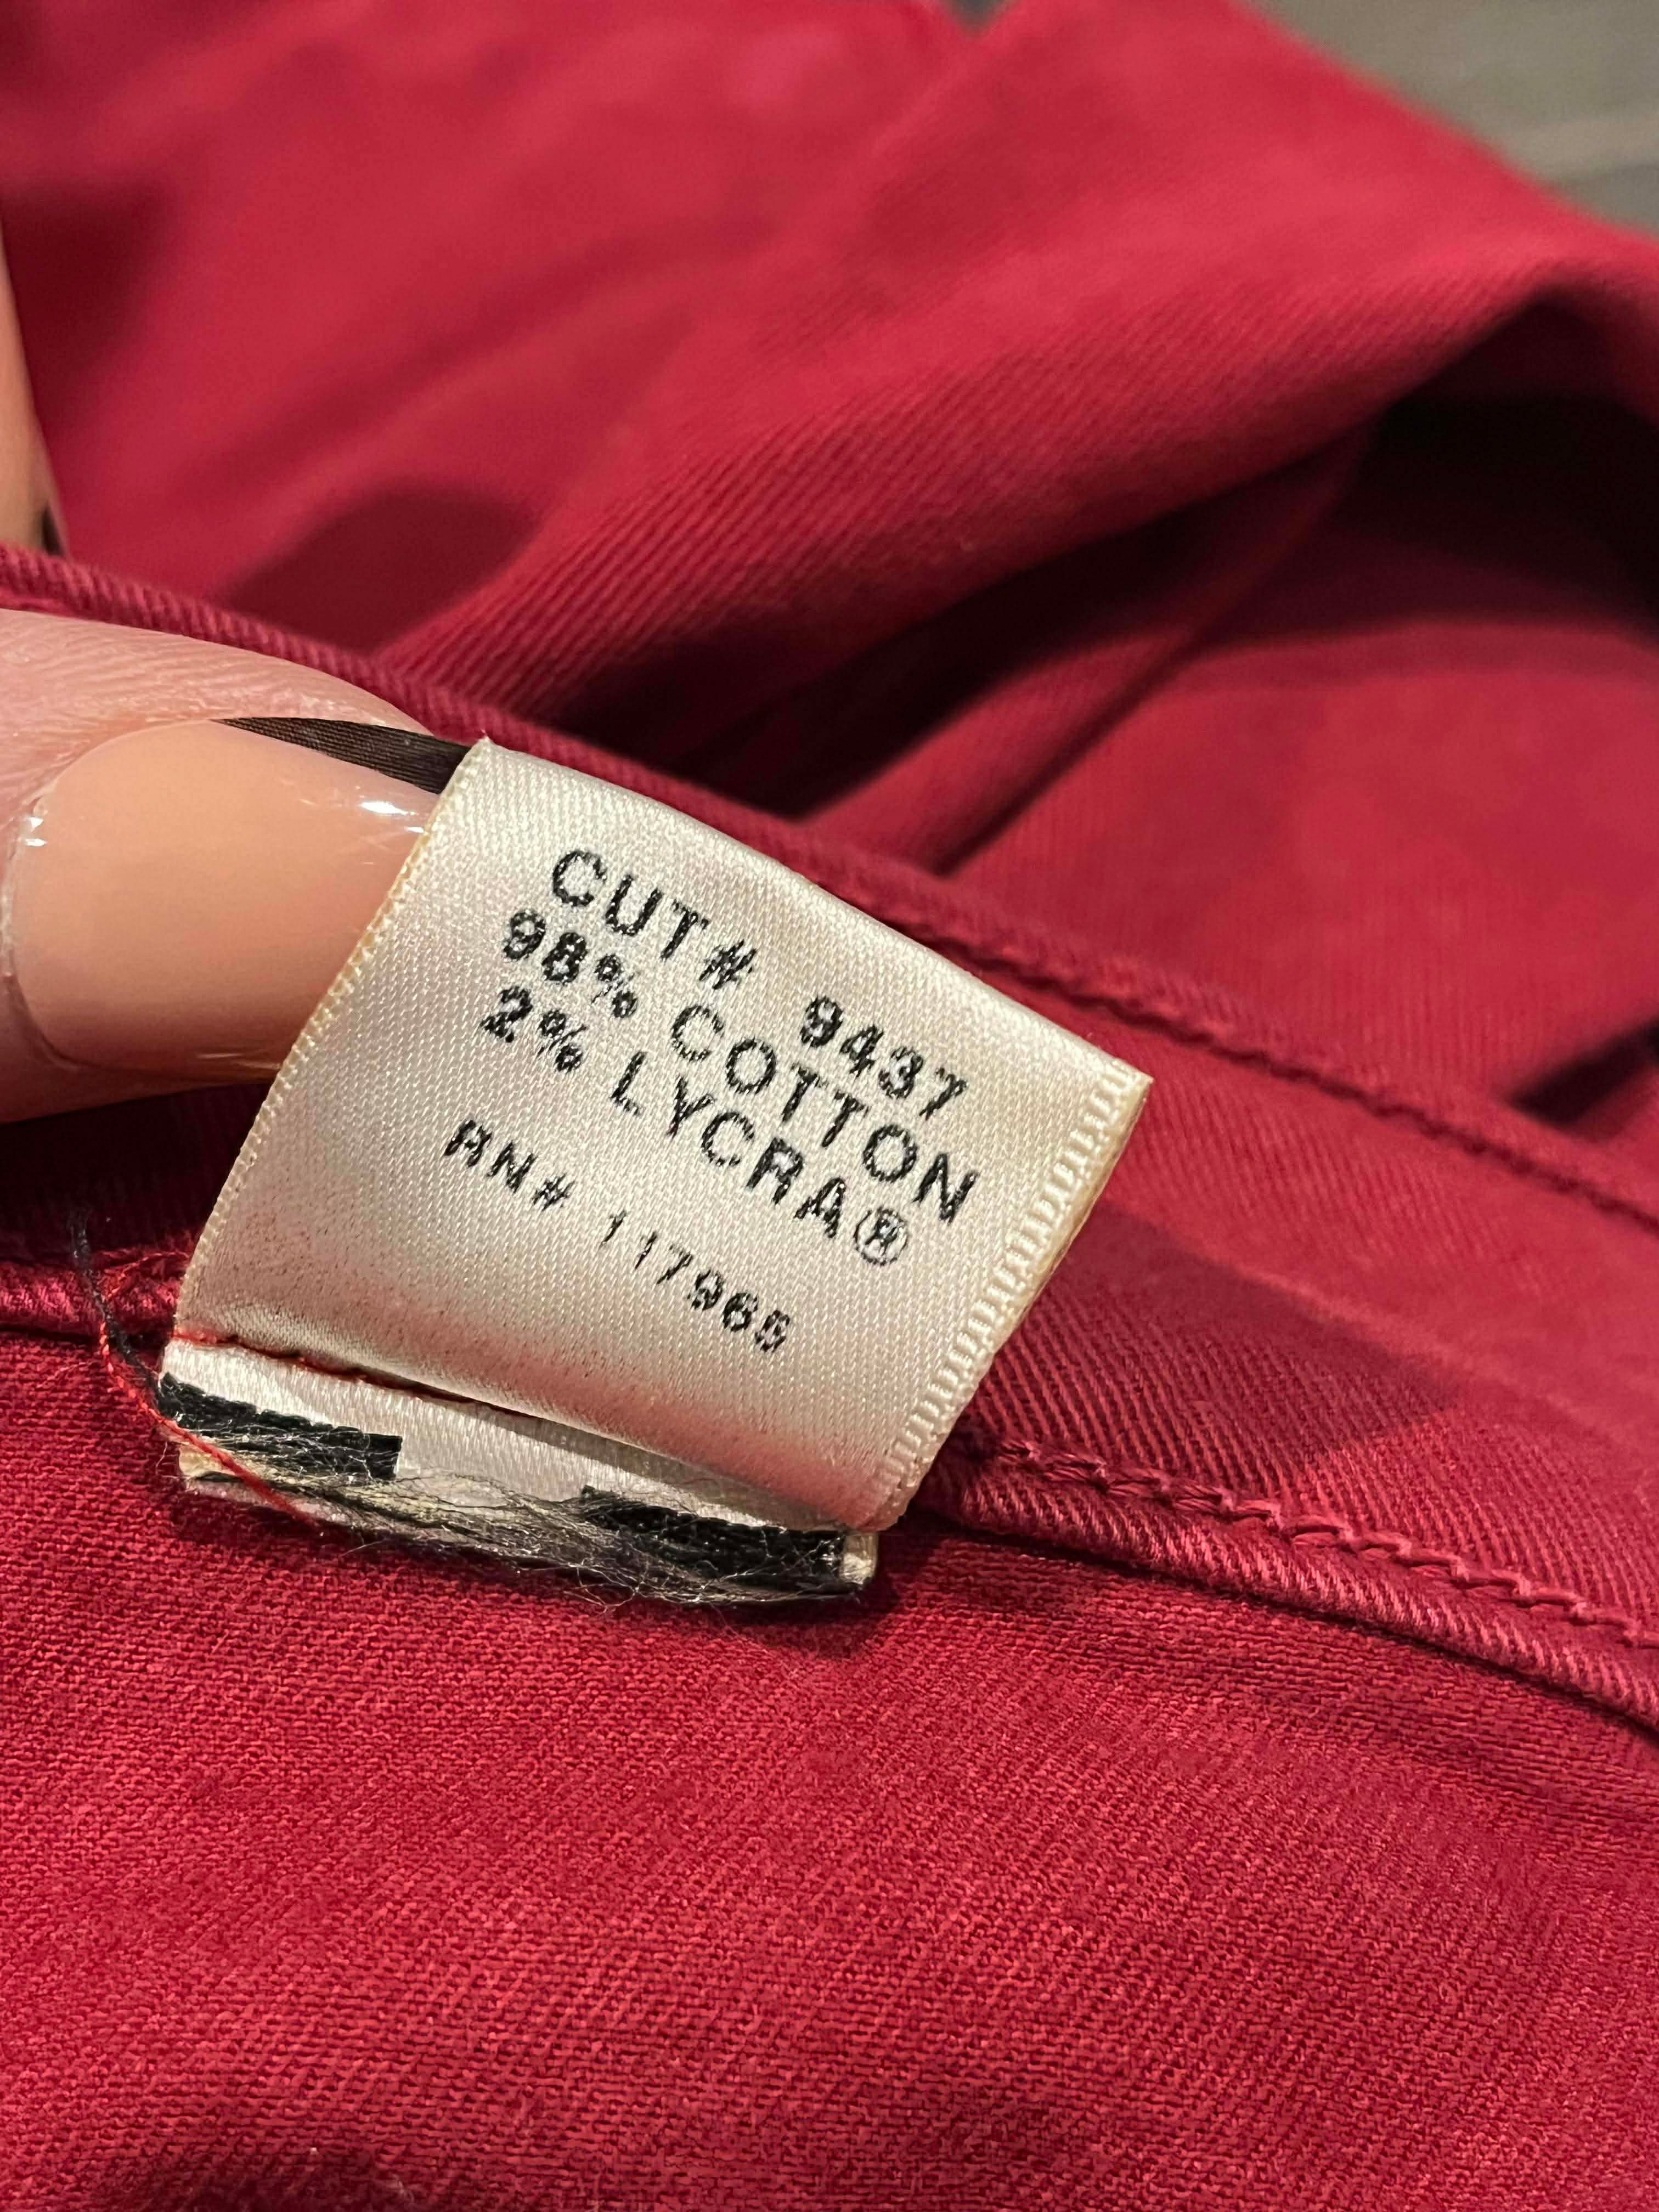 CUT# 9437
98% COTTON
2% LYCRA®
RN# 117965